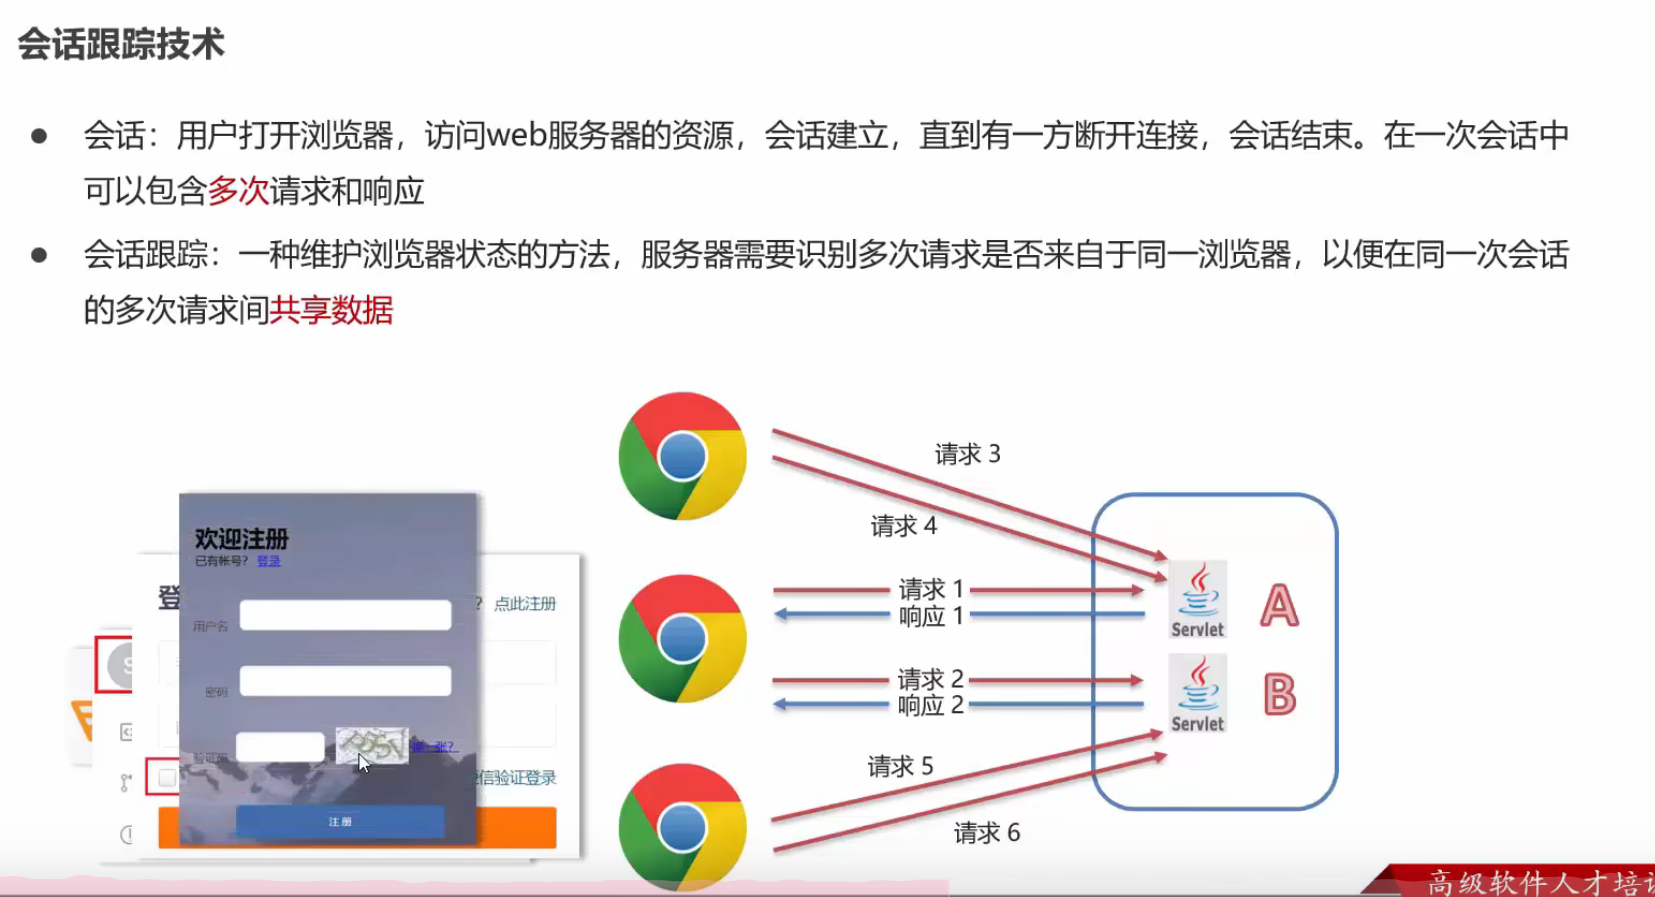 会话跟踪技术
● 会话：用户打开浏览器，访问web服务器的资源，会话建立，直到有一方断开连接，会话结束。在一次会话中
可以包含多次请求和响应
● 会话跟踪：一种维护浏览器状态的方法，服务器需要识别多次请求是否来自于同一浏览器，以便在同一次会话
的多次请求间共享数据
请求 3
请求 4
欢迎注册
已有帐号？ 登录
登
? 点此注册
用户名
密码
验证码
张?
信验证登录
注 册
请求 1
响应 1
Servlet
A
请求 2
响应 2
Servlet
B
请求 5
请求 6
高级软件人才培